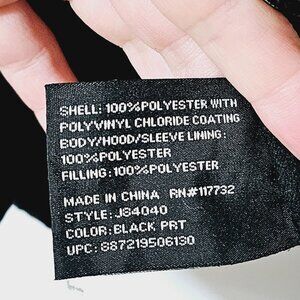 SHELL: 100%POLYESTER WITH
POLYVINYL CHLORIDE COATING
BODY/HOOD/SLEEVE LINING:
100%POLYESTER
FILLING: 100%POLYESTER
MADE IN CHINA RN#117732
STYLE: JS4040
COLOR: BLACK PRT
UPC: 887219506130